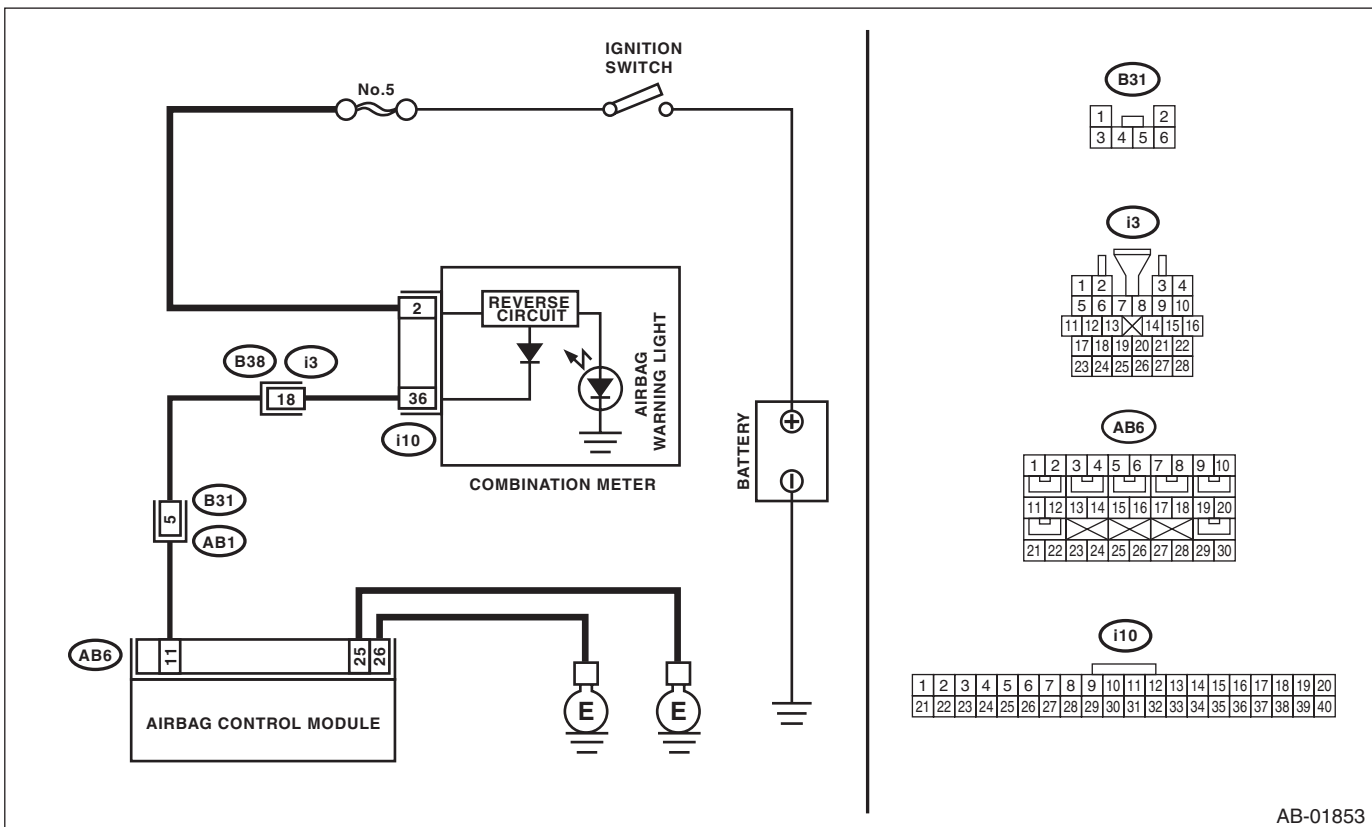 IGNITION
SWITCH
No.5
2
REVERSE
CIRCUIT
AIRBAG
WARNING LIGHT
B38
i3
18
36
i10
COMBINATION METER
BATTERY
B31
5
AB1
AB6
11
25
26
E
E
AIRBAG CONTROL MODULE
B31
1 2
3 4 5 6
i3
1 2 3 4
5 6 7 8 9 10
11 12 13 14 15 16
17 18 19 20 21 22
23 24 25 26 27 28
AB6
1 2 3 4 5 6 7 8 9 10
11 12 13 14 15 16 17 18 19 20
21 22 23 24 25 26 27 28 29 30
i10
1 2 3 4 5 6 7 8 9 10 11 12 13 14 15 16 17 18 19 20
21 22 23 24 25 26 27 28 29 30 31 32 33 34 35 36 37 38 39 40
AB-01853